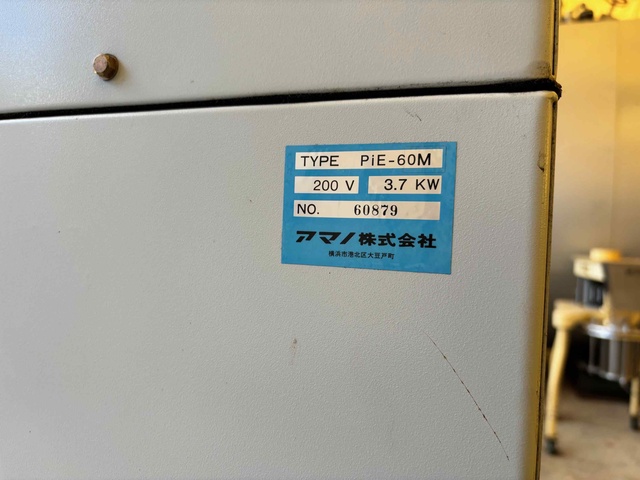 TYPE PiE-60M
200 V 3.7 KW
NO. 60879
アマノ株式会社
横浜市港北区大豆戸町